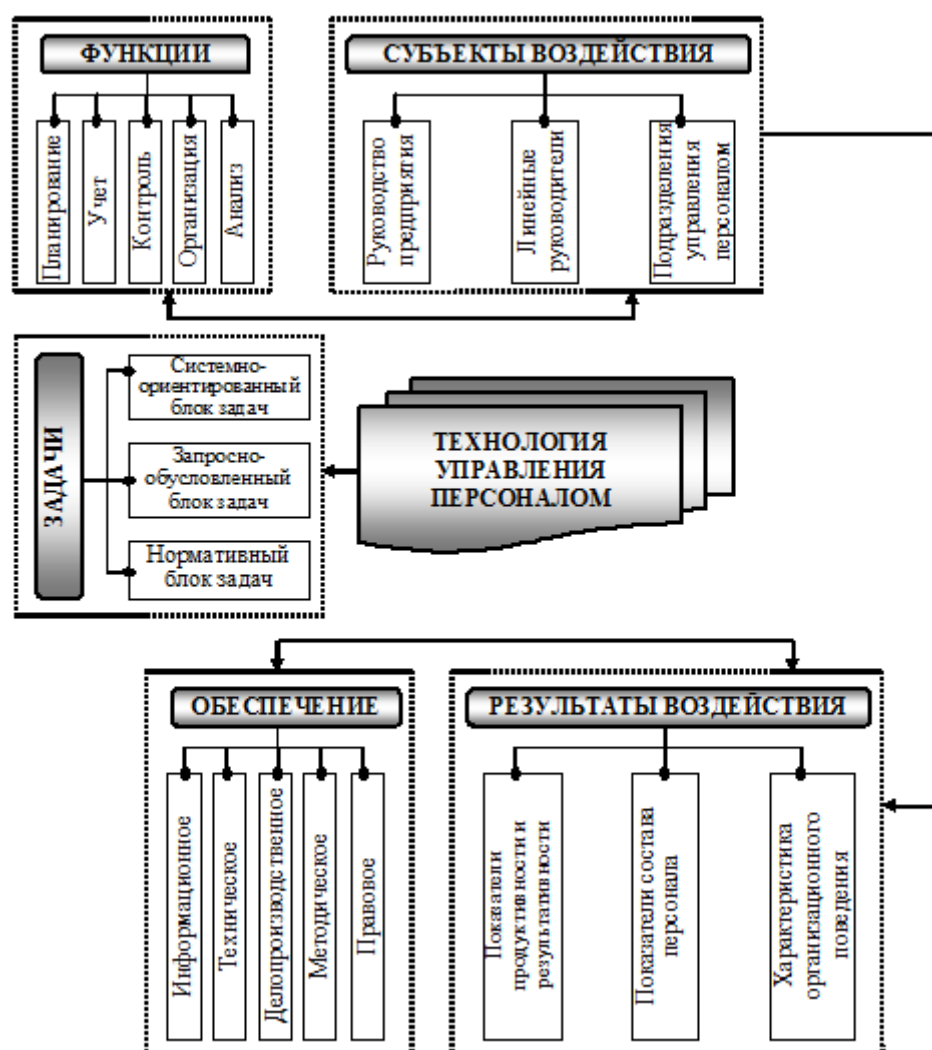 ФУНКЦИИ
Планирование
Учет
Контроль
Организация
Анализ
СУБЪЕКТЫ ВОЗДЕЙСТВИЯ
Руководство
предприятия
Линейные
руководители
Подразделения
управления
персоналом
ЗАДАЧИ
Системно-
ориентированный
блок задач
Запросно-
обусловленный
блок задач
Нормативный
блок задач
ТЕХНОЛОГИЯ
УПРАВЛЕНИЯ
ПЕРСОНАЛОМ
ОБЕСПЕЧЕНИЕ
Информационное
Техническое
Делопроизводственное
Методическое
Правовое
РЕЗУЛЬТАТЫ ВОЗДЕЙСТВИЯ
Показатели
продуктивности и
результативности
Показатели состава
персонала
Характеристика
организационного
поведения